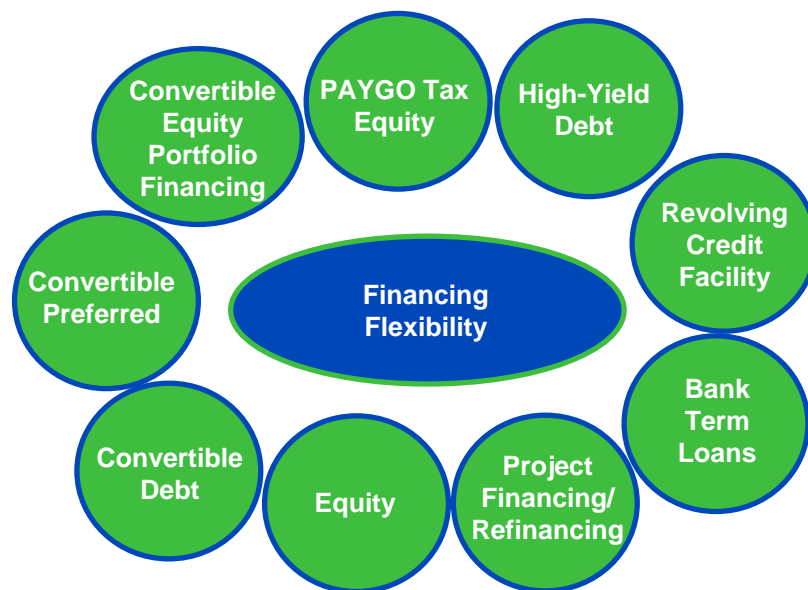 Convertible
Equity
Portfolio
Financing
PAYGO Tax
Equity
High-Yield
Debt
Revolving
Credit
Facility
Bank
Term
Loans
Project
Financing/
Refinancing
Equity
Convertible
Debt
Convertible
Preferred
Financing
Flexibility